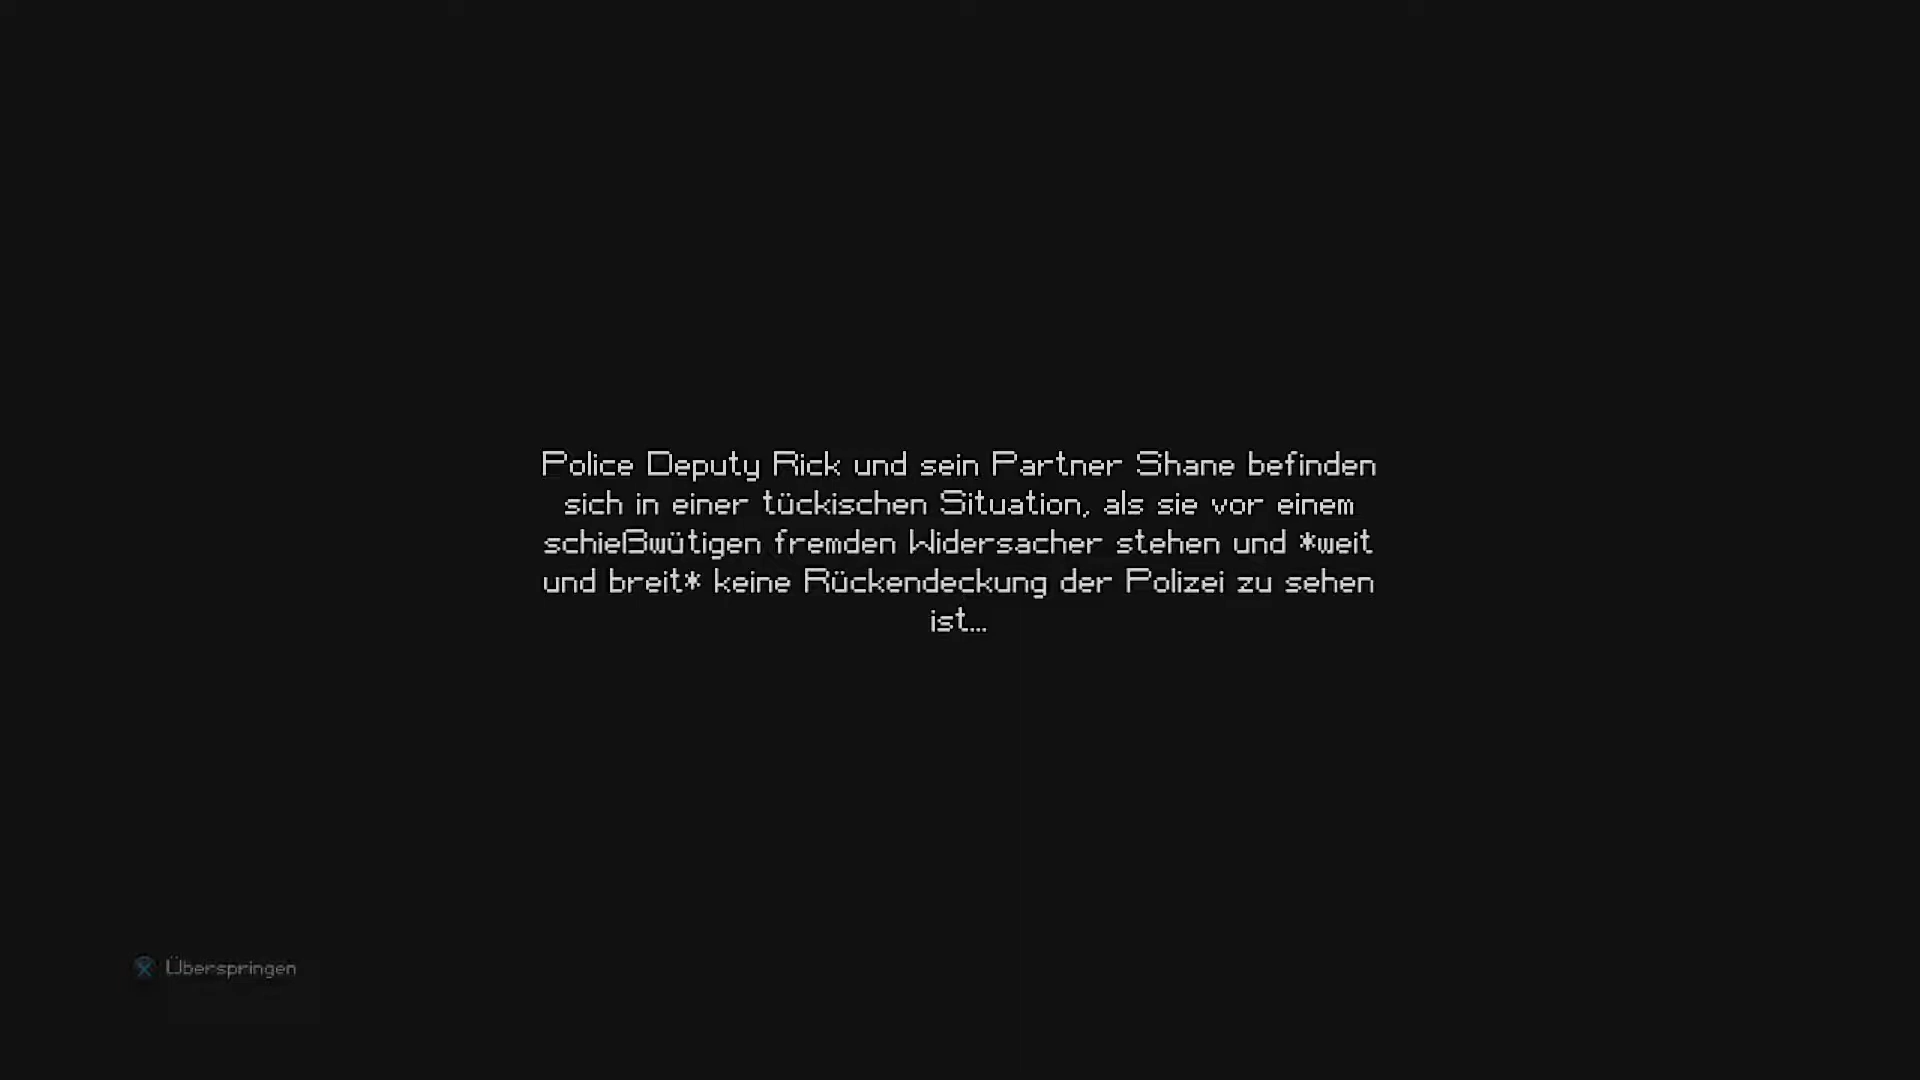 Police Deputy Rick und sein Partner Shane befinden
sich in einer tückischen Situation, als sie vor einem
schießwütigen fremden Widersacher stehen und *weit
und breit* keine Rückendeckung der Polizei zu sehen
ist...
Überspringen